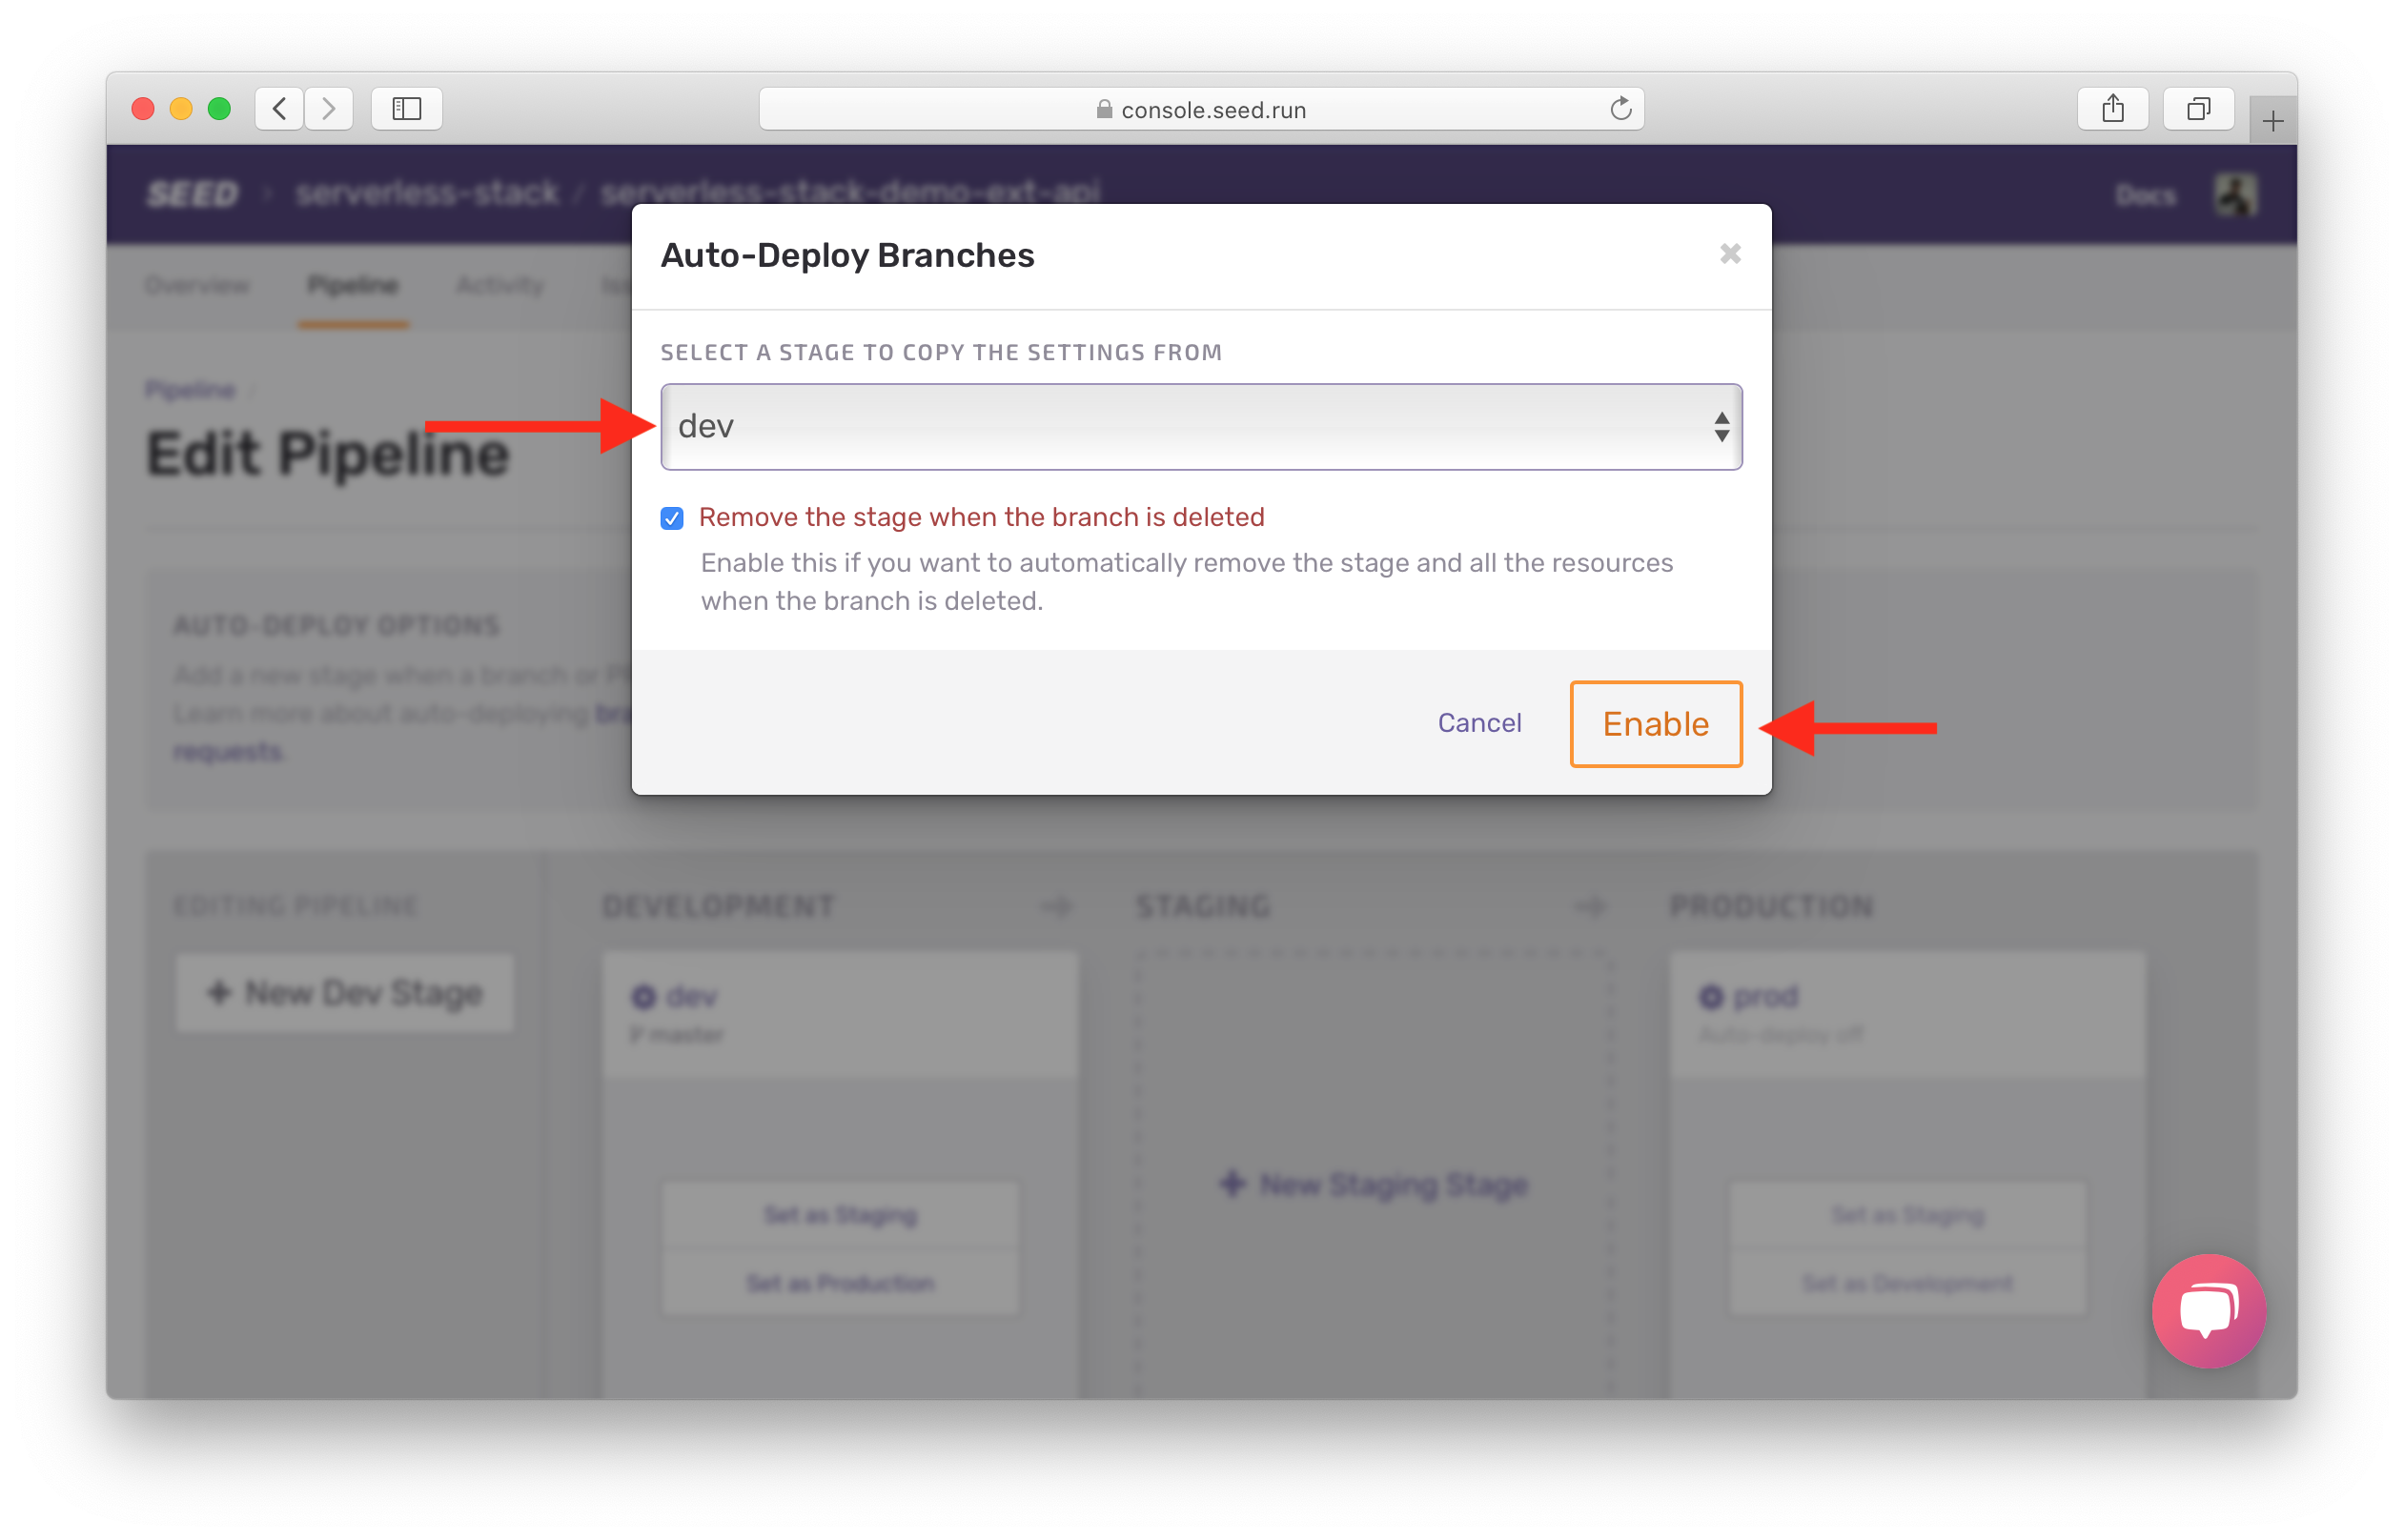 console.seed.run
SEED › serverless-stack / serverless-stack-demo-ext-api
Docs
Overview Pipeline Activity
Pipeline /
Edit Pipeline
Auto-Deploy Branches
SELECT A STAGE TO COPY THE SETTINGS FROM
dev
Remove the stage when the branch is deleted
Enable this if you want to automatically remove the stage and all the resources
when the branch is deleted.
Cancel
Enable
AUTO-DEPLOY OPTIONS
Add a new stage when a branch or
Learn more about auto-deploying
requests.
EDITING PIPELINE
+ New Dev Stage
DEVELOPMENT
dev
master
Set as Staging
Set as Production
STAGING
+ New Staging Stage
PRODUCTION
prod
Auto-deploy off
Set as Staging
Set as Development